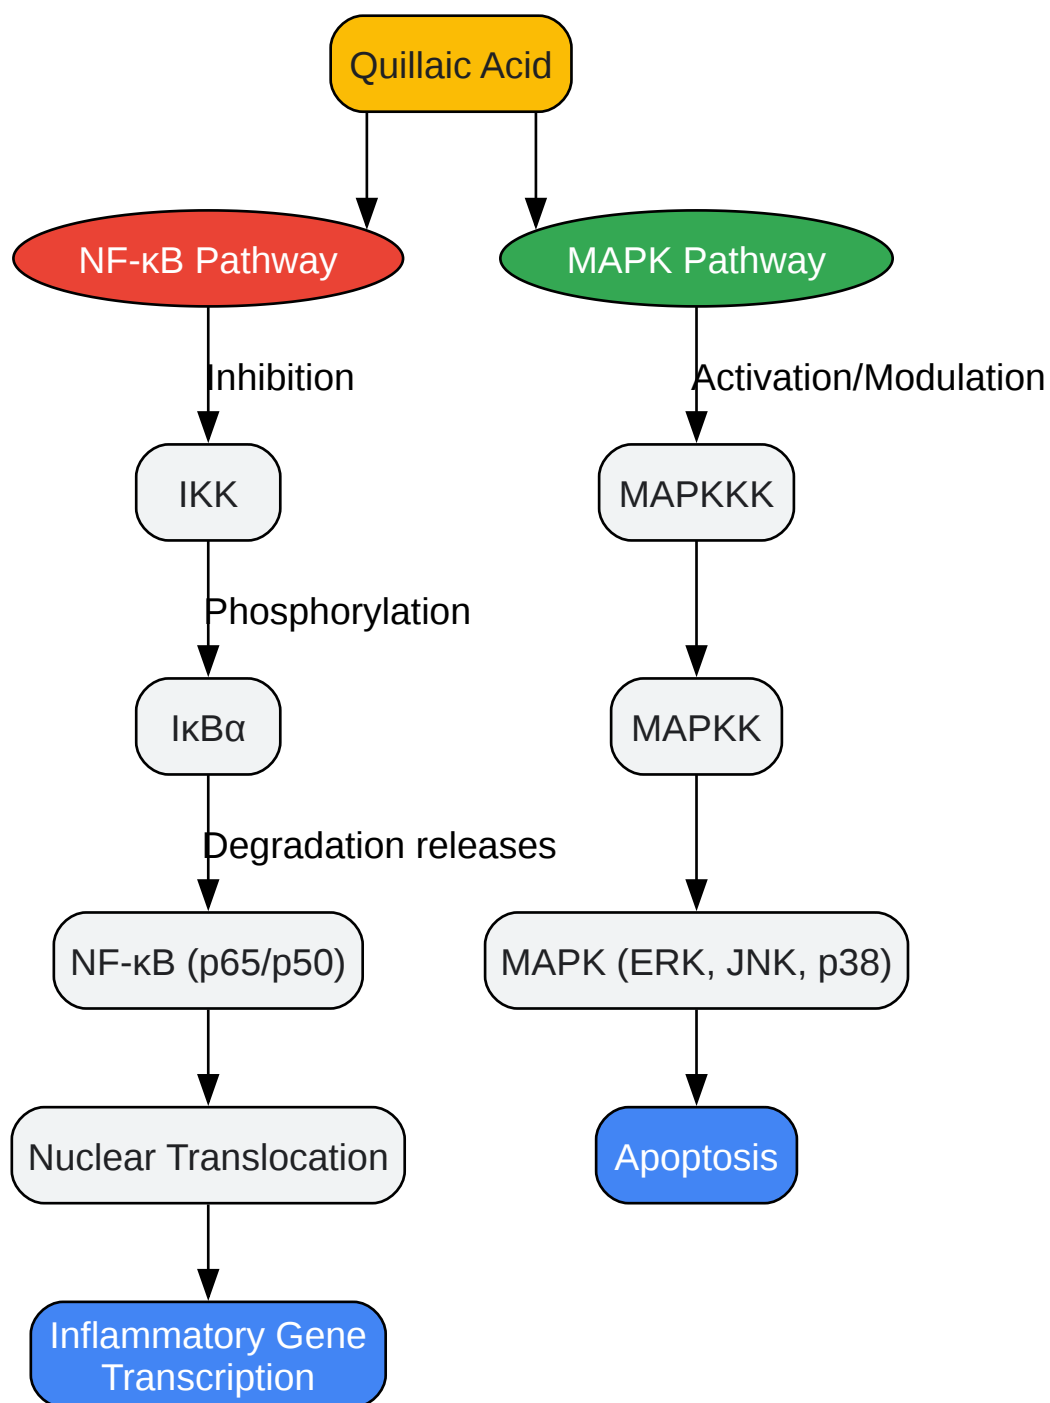 Quillaic Acid
NF-κB Pathway
MAPK Pathway
Inhibition
Activation/Modulation
IKK
MAPKKK
Phosphorylation
IκBα
MAPKK
Degradation releases
NF-κB (p65/p50)
MAPK (ERK, JNK, p38)
Nuclear Translocation
Apoptosis
Inflammatory Gene
Transcription